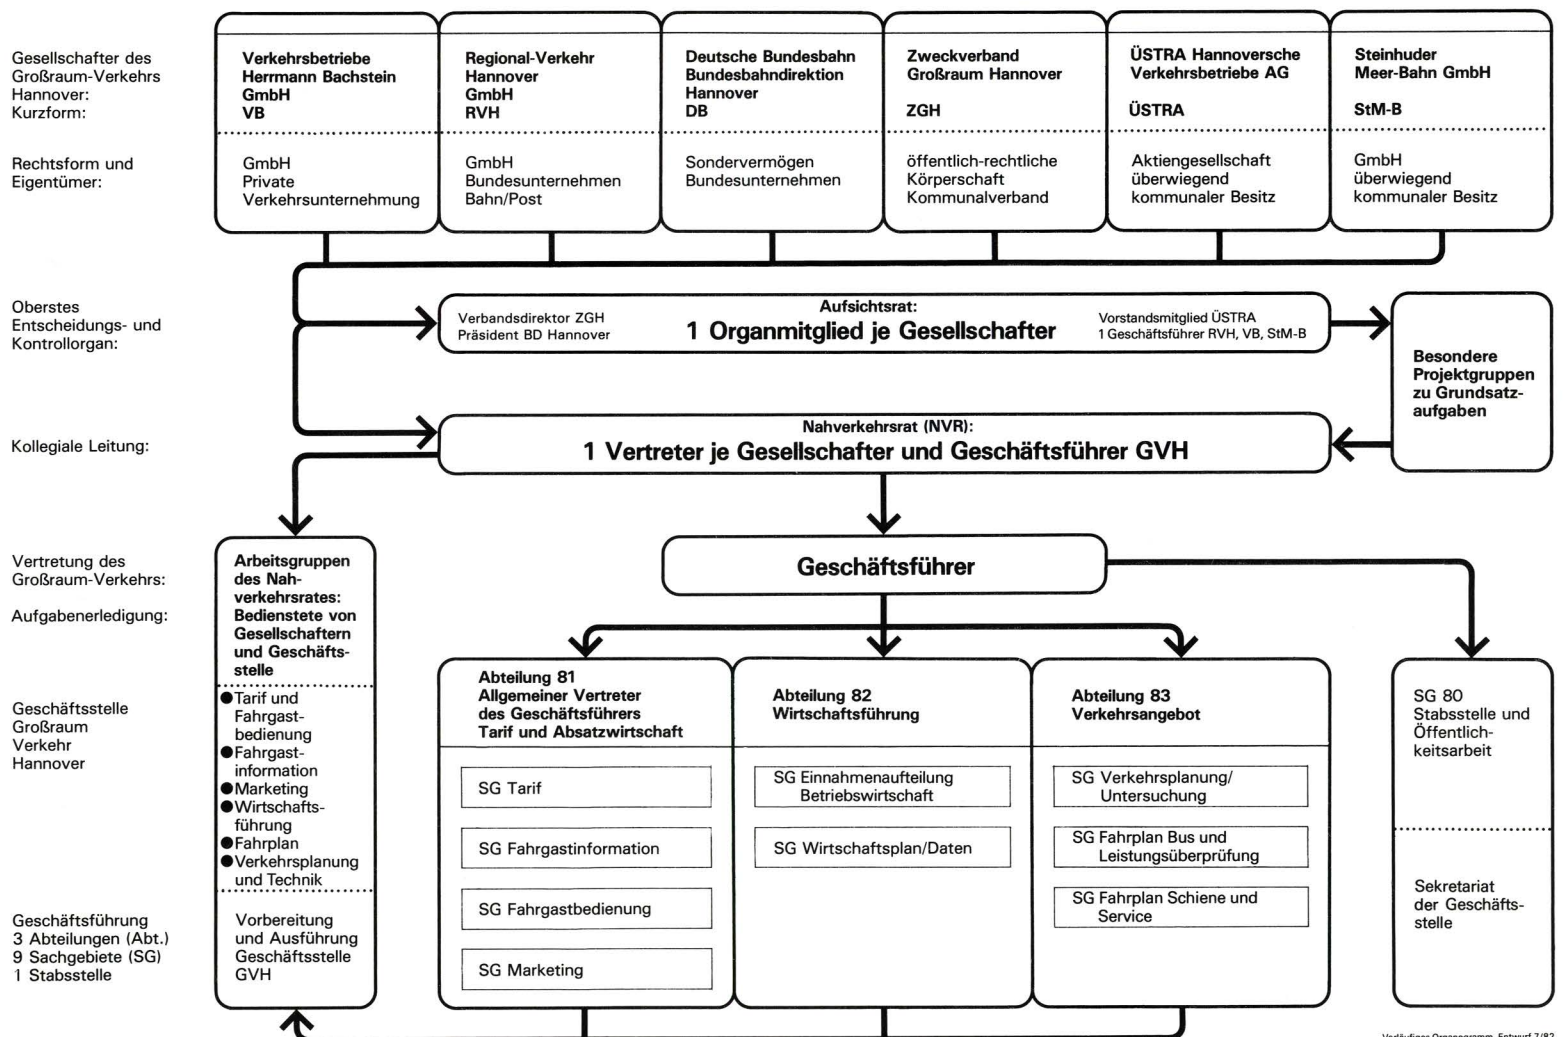 Gesellschafter des
Großraum-Verkehrs
Hannover:
Kurzform:
Verkehrsbetriebe
Herrmann Bachstein
GmbH
VB
Regional-Verkehr
Hannover
GmbH
RVH
Deutsche Bundesbahn
Bundesbahndirektion
Hannover
DB
Zweckverband
Großraum Hannover
ZGH
ÜSTRA Hannoversche
Verkehrsbetriebe AG
ÜSTRA
Steinhuder
Meer-Bahn GmbH
StM-B
Rechtsform und
Eigentümer:
GmbH
Private
Verkehrsunternehmung
GmbH
Bundesunternehmen
Bahn/Post
Sondervermögen
Bundesunternehmen
öffentlich-rechtliche
Körperschaft
Kommunalverband
Aktiengesellschaft
überwiegend
kommunaler Besitz
GmbH
überwiegend
kommunaler Besitz
Oberstes
Entscheidungs- und
Kontrollorgan:
Verbandsdirektor ZGH
Präsident BD Hannover
Aufsichtsrat:
1 Organmitglied je Gesellschafter
Vorstandsmitglied ÜSTRA
1 Geschäftsführer RVH, VB, StM-B
Besondere
Projektgruppen
zu Grundsatz-
aufgaben
Kollegiale Leitung:
Nahverkehrsrat (NVR):
1 Vertreter je Gesellschafter und Geschäftsführer GVH
Vertretung des
Großraum-Verkehrs:
Aufgabenerledigung:
Geschäftsführer
Arbeitsgruppen
des Nah-
verkehrsrates:
Bedienstete von
Gesellschaftern
und Geschäfts-
stelle
●Tarif und
Fahrgast-
bedienung
●Fahrgast-
information
●Marketing
●Wirtschafts-
führung
●Fahrplan
●Verkehrsplanung
und Technik
Vorbereitung
und Ausführung
Geschäftsstelle
GVH
Geschäftsstelle
Großraum
Verkehr
Hannover
Geschäftsführung
3 Abteilungen (Abt.)
9 Sachgebiete (SG)
1 Stabsstelle
Abteilung 81
Allgemeiner Vertreter
des Geschäftsführers
Tarif und Absatzwirtschaft
SG Tarif
SG Fahrgastinformation
SG Fahrgastbedienung
SG Marketing
Abteilung 82
Wirtschaftsführung
SG Einnahmenaufteilung
Betriebswirtschaft
SG Wirtschaftsplan/Daten
Abteilung 83
Verkehrsangebot
SG Verkehrsplanung/
Untersuchung
SG Fahrplan Bus und
Leistungsüberprüfung
SG Fahrplan Schiene und
Service
SG 80
Stabsstelle und
Öffentlich-
keitsarbeit
Sekretariat
der Geschäfts-
stelle
Vorläufiges Organogramm, Entwurf 7/82